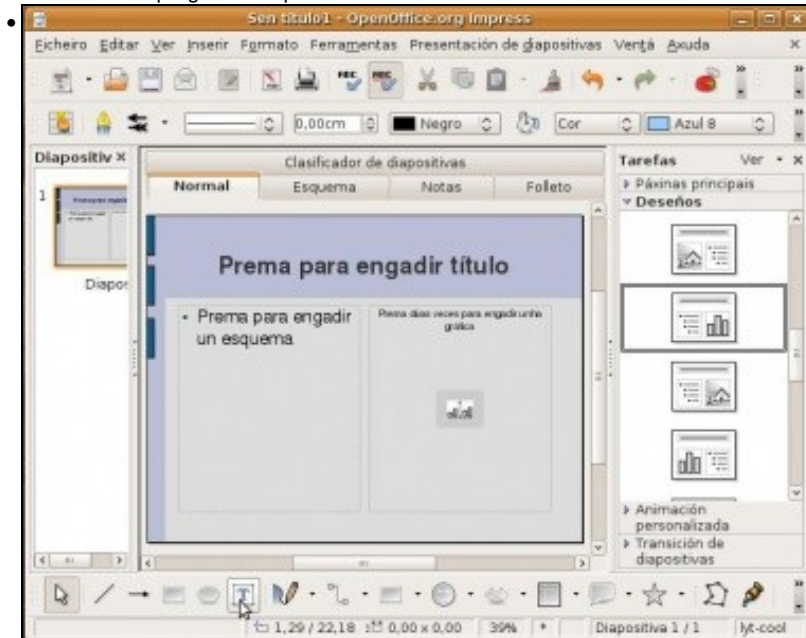 Sen título1 - OpenOffice.org Impress
Eicheiro Editar Ver Inserir Formato Ferramentas Presentación de diapositivas Ventá Axuda
0,00cm Negro Cor Azul 8
Diapositiv
Clasificador de diapositivas
Tarefas Ver
Normal Esquema Notas Folleto
Páxinas principais
Deseños
1
Diapos
Prema para engadir título
• Prema para engadir un esquema
Prema dúas veces para engadir unha gráfica
Animación personalizada
Transición de diapositivas
1,29 / 22,18 0,00 x 0,00 39% * Diapositiva 1 / 1 lyt-cool